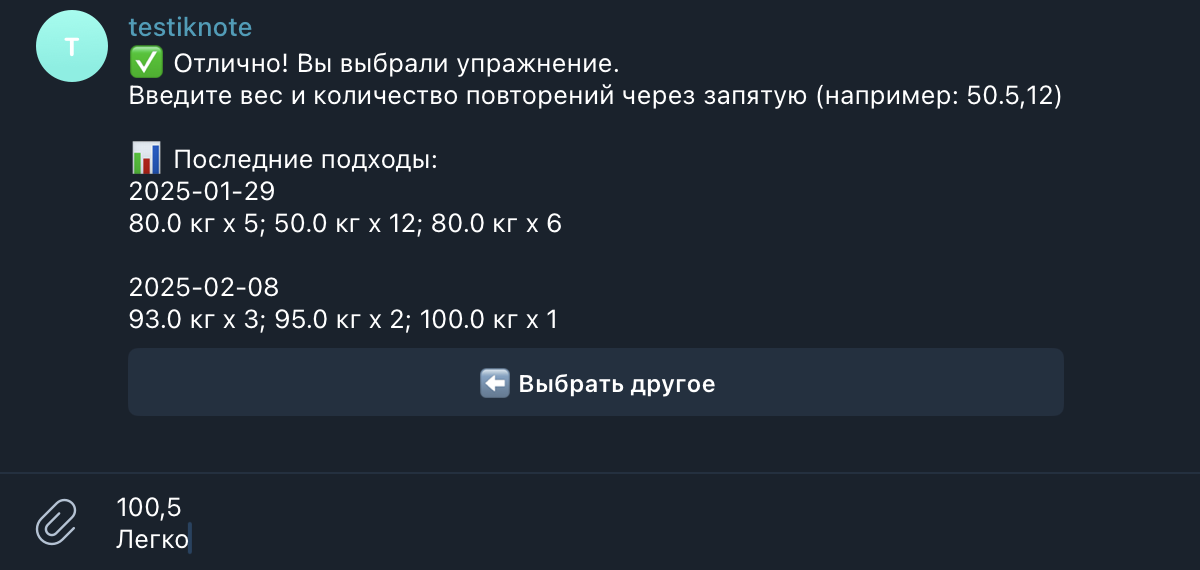 T
testiknote
✅ Отлично! Вы выбрали упражнение.
Введите вес и количество повторений через запятую (например: 50.5,12)
📊 Последние подходы:
2025-01-29
80.0 кг x 5; 50.0 кг x 12; 80.0 кг x 6
2025-02-08
93.0 кг x 3; 95.0 кг x 2; 100.0 кг x 1
⬅️ Выбрать другое
100,5
Легко